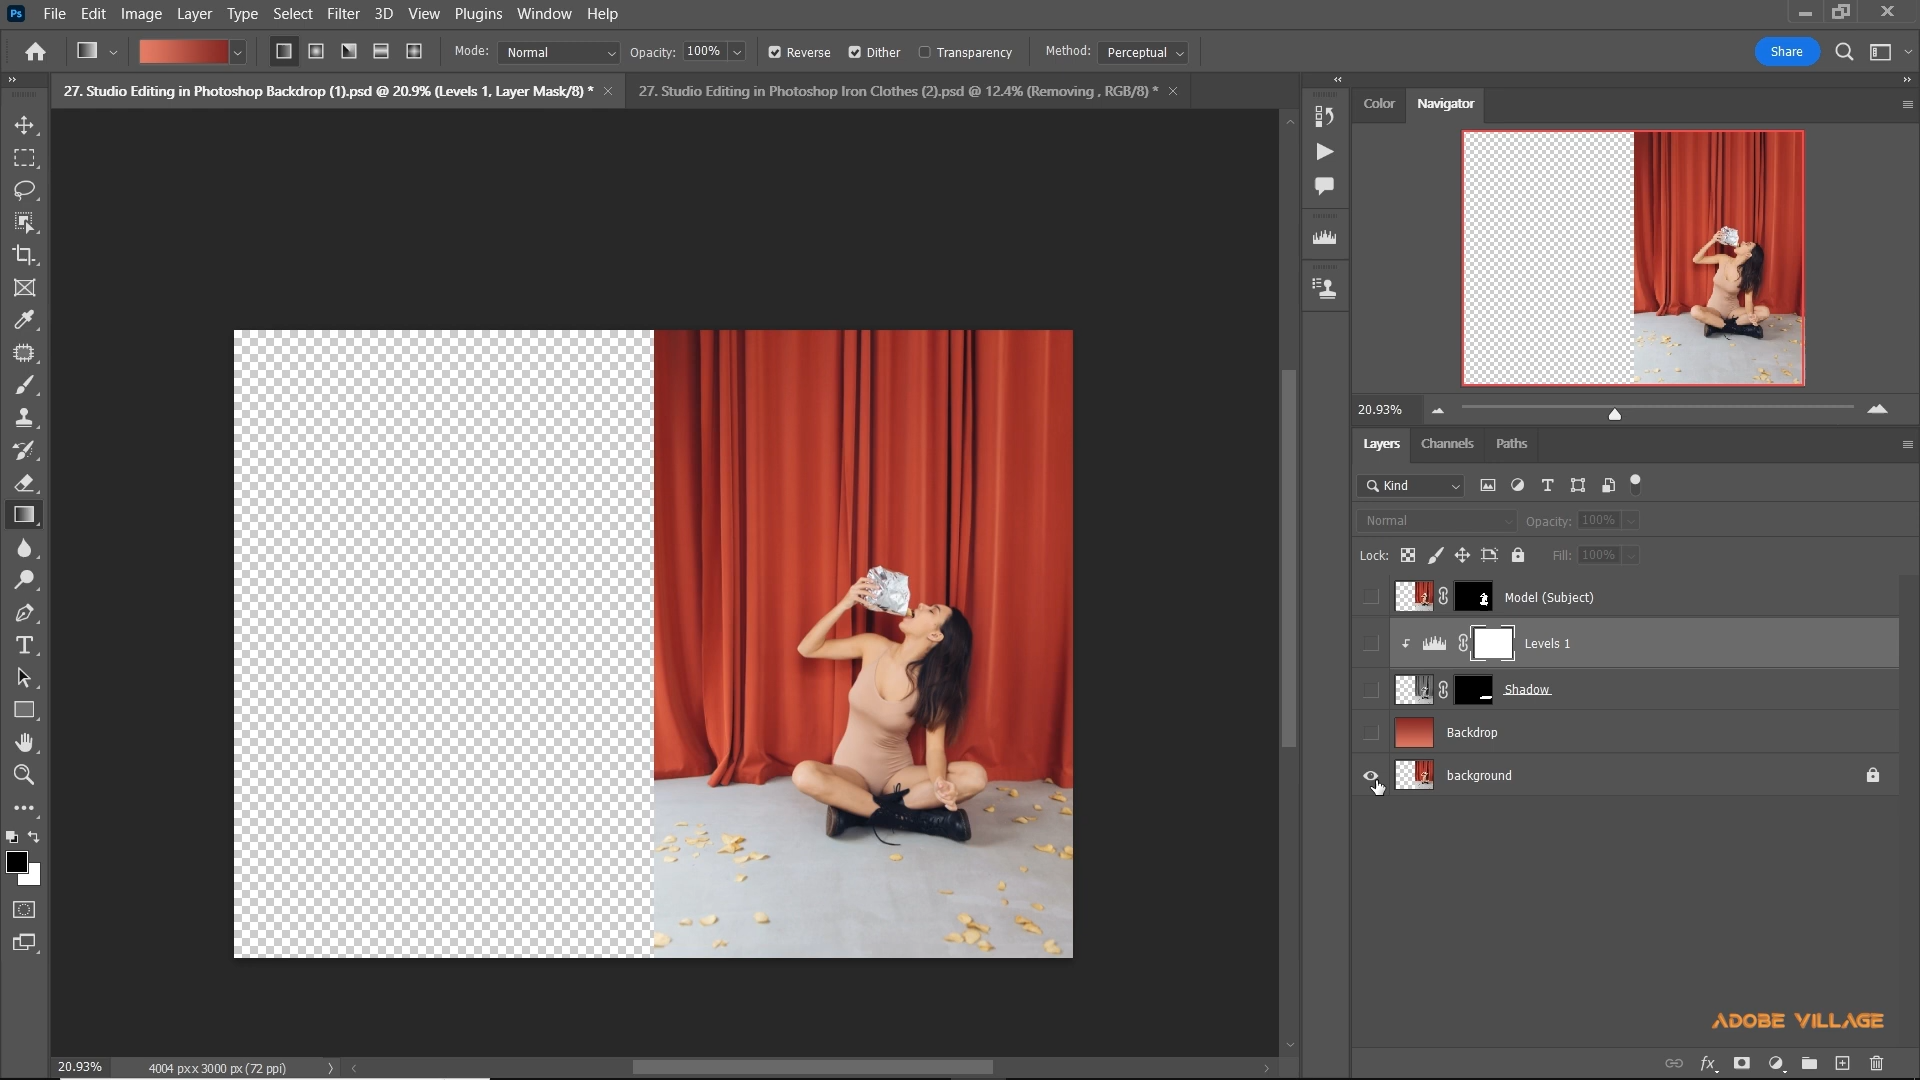 Ps File Edit Image Layer Type Select Filter 3D View Plugins Window Help
Mode: Normal Opacity: 100% Reverse Dither Transparency Method: Perceptual Share
27. Studio Editing in Photoshop Backdrop (1).psd @ 20.9% (Levels 1, Layer Mask/8) *
27. Studio Editing in Photoshop Iron Clothes (2).psd @ 12.4% (Removing , RGB/8) *
Color Navigator
20.93%
Layers Channels Paths
Kind
Normal Opacity: 100%
Lock: Fill: 100%
Model (Subject)
Levels 1
Shadow
Backdrop
background
ADOBE VILLAGE
20.93% 4004 px x 3000 px (72 ppi)